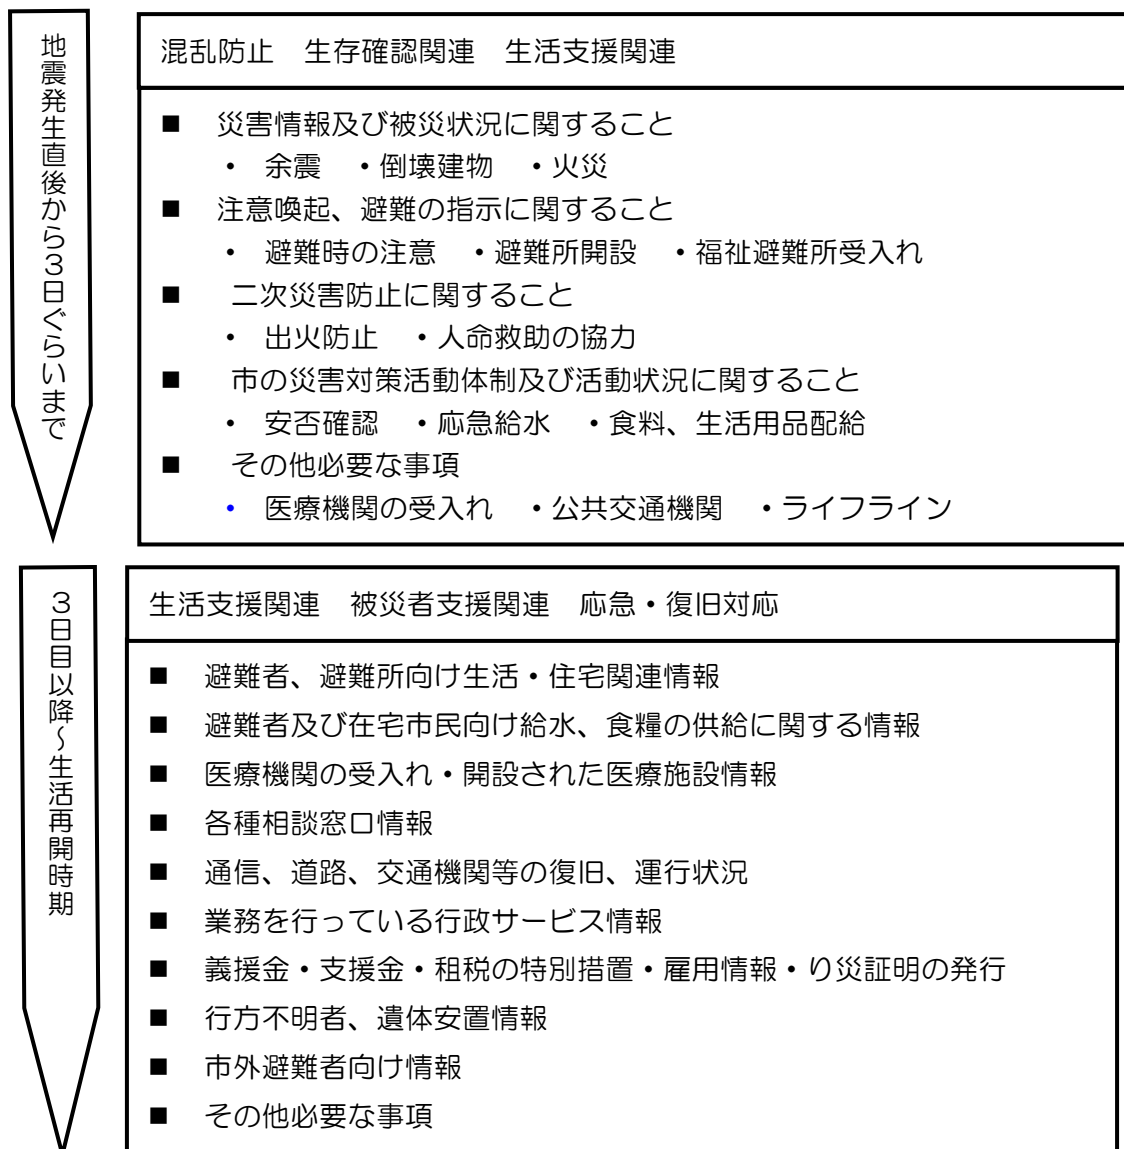 地震発生直後から3日ぐらいまで
混乱防止　生存確認関連　生活支援関連
■　災害情報及び被災状況に関すること
・　余震　・倒壊建物　・火災
■　注意喚起、避難の指示に関すること
・　避難時の注意　・避難所開設　・福祉避難所受入れ
■　二次災害防止に関すること
・　出火防止　・人命救助の協力
■　市の災害対策活動体制及び活動状況に関すること
・　安否確認　・応急給水　・食料、生活用品配給
■　その他必要な事項
・　医療機関の受入れ　・公共交通機関　・ライフライン
3日目以降～生活再開時期
生活支援関連　被災者支援関連　応急・復旧対応
■　避難者、避難所向け生活・住宅関連情報
■　避難者及び在宅市民向け給水、食糧の供給に関する情報
■　医療機関の受入れ・開設された医療施設情報
■　各種相談窓口情報
■　通信、道路、交通機関等の復旧、運行状況
■　業務を行っている行政サービス情報
■　義援金・支援金・租税の特別措置・雇用情報・り災証明の発行
■　行方不明者、遺体安置情報
■　市外避難者向け情報
■　その他必要な事項